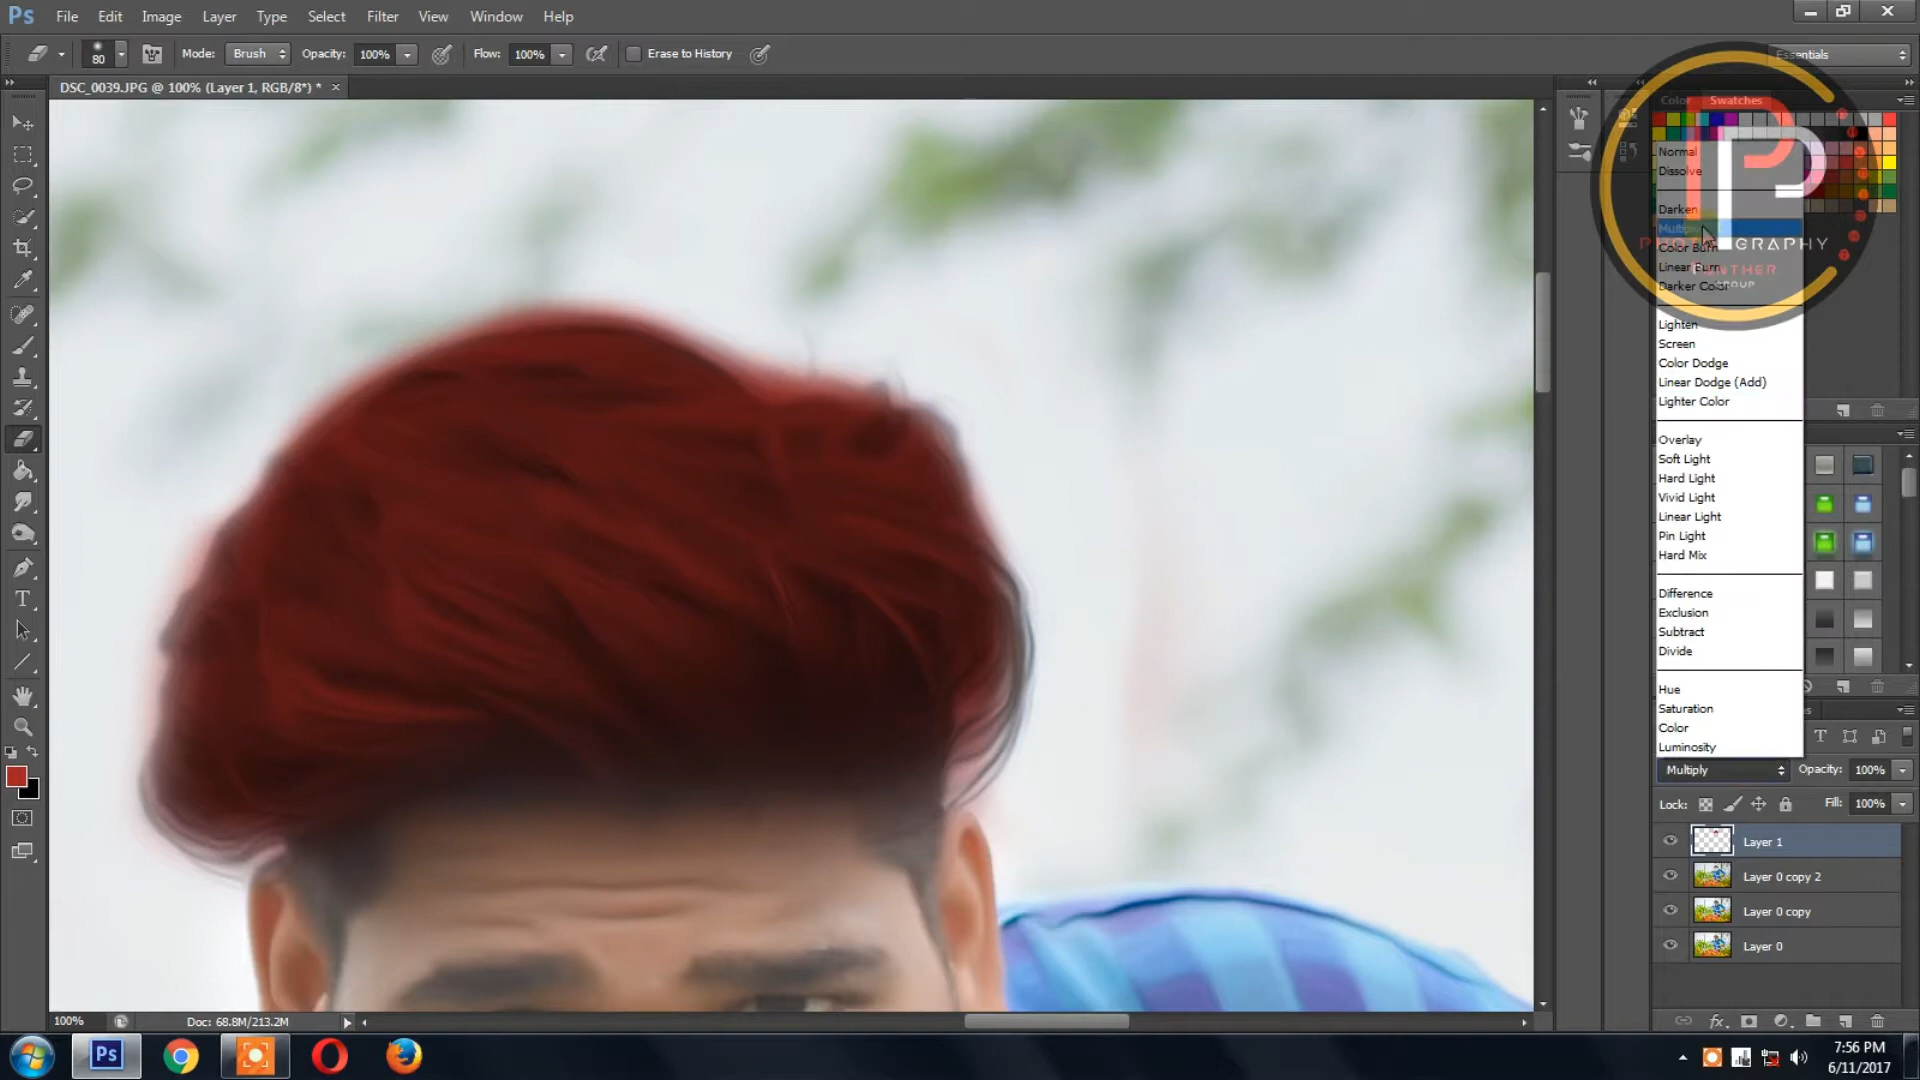 Ps File Edit Image Layer Type Select Filter View Window Help
80 Mode: Brush Opacity: 100% Flow: 100% Erase to History Essentials
DSC_0039.JPG @ 100% (Layer 1, RGB/8*) * ×
Color Swatches
Normal
Dissolve
Darken
Multiply
Color Burn
Linear Burn
Darker Color
Lighten
Screen
Color Dodge
Linear Dodge (Add)
Lighter Color
Overlay
Soft Light
Hard Light
Vivid Light
Linear Light
Pin Light
Hard Mix
Difference
Exclusion
Subtract
Divide
Hue
Saturation
Color
Luminosity
Multiply Opacity: 100%
Lock: Fill: 100%
Layer 1
Layer 0 copy 2
Layer 0 copy
Layer 0
100% Doc: 68.8M/213.2M
Ps
7:56 PM
6/11/2017
GROUP